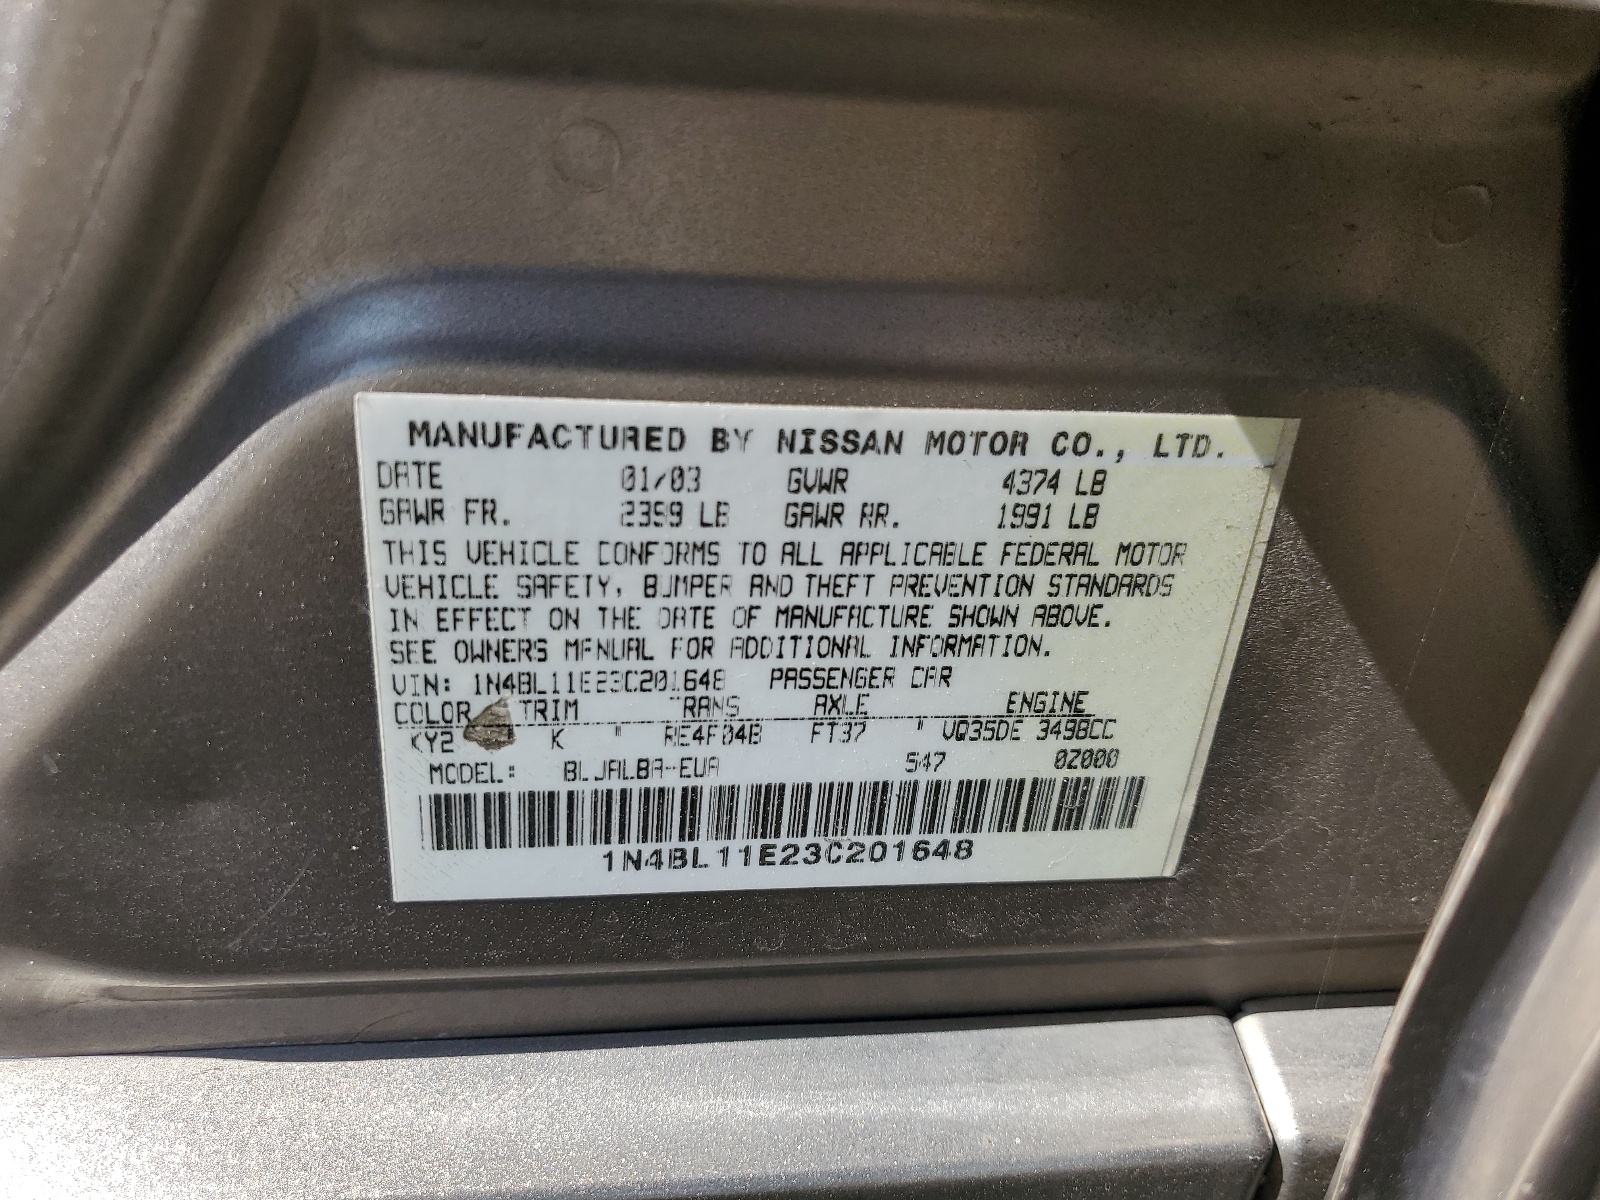 MANUFACTURED BY NISSAN MOTOR CO., LTD.
DATE 01/03 GVWR 4374 LB
GAWR FR. 2399 LB GAWR RR. 1991 LB
THIS VEHICLE CONFORMS TO ALL APPLICABLE FEDERAL MOTOR
VEHICLE SAFETY, BUMPER AND THEFT PREVENTION STANDARDS
IN EFFECT ON THE DATE OF MANUFACTURE SHOWN ABOVE.
SEE OWNERS MANUAL FOR ADDITIONAL INFORMATION.
VIN: 1N4BL11E23C201648 PASSENGER CAR
COLOR TRIM TRANS AXLE ENGINE
KY2 K " RE4F04B FT37 " VQ35DE 3498CC
MODEL: BLJALBA-EUA 547 0Z000
1N4BL11E23C201648